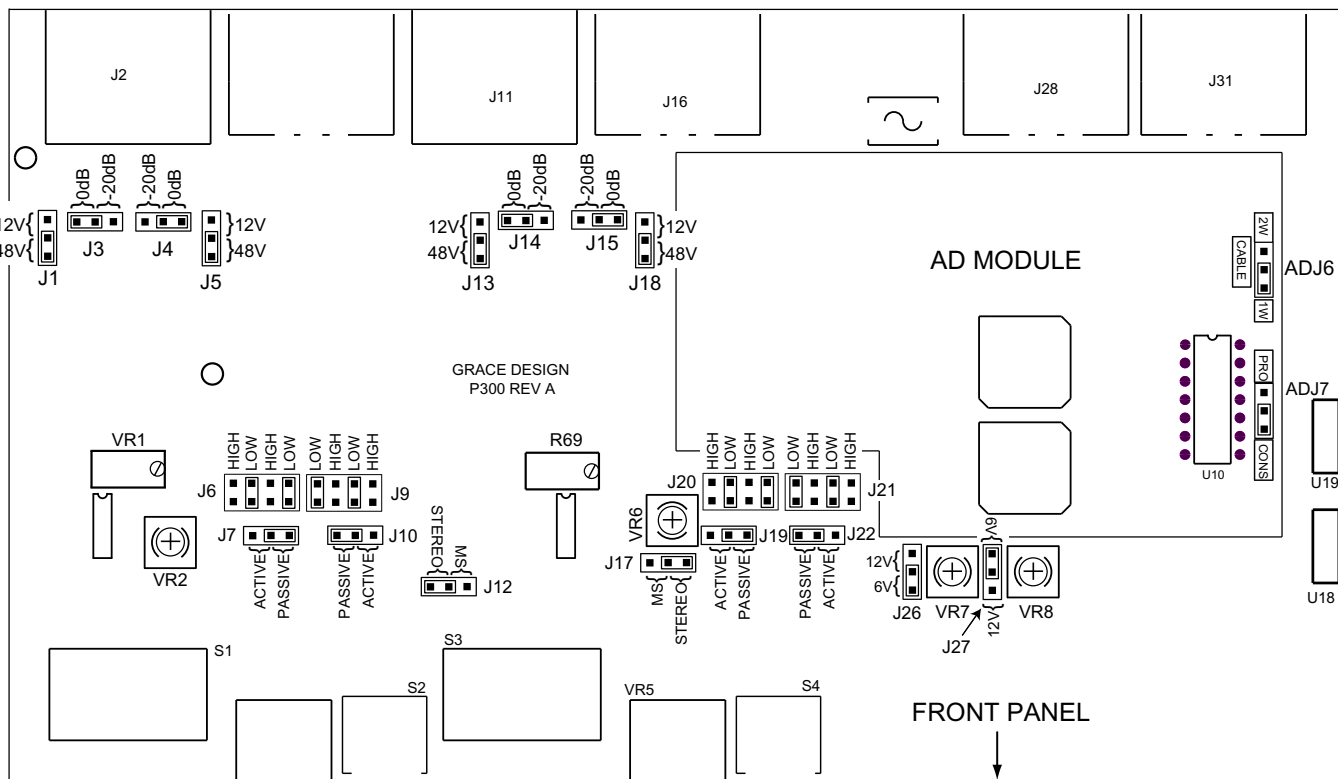 J2
J11
J16
J28
J31
0dB
-20dB
-20dB
0dB
0dB
-20dB
-20dB
0dB
12V
48V
J3
J4
12V
48V
J1
J5
12V
48V
J14
J15
12V
48V
J13
J18
AD MODULE
2W
CABLE
ADJ6
1W
GRACE DESIGN
P300 REV A
PRO
ADJ7
CONS
U10
U19
U18
VR1
R69
HIGH
LOW
HIGH
LOW
LOW
HIGH
LOW
HIGH
J6
J9
HIGH
LOW
HIGH
LOW
LOW
HIGH
LOW
HIGH
J20
J21
VR2
J7
J10
ACTIVE
PASSIVE
PASSIVE
ACTIVE
STEREO
MS
J12
VR6
J17
MS
STEREO
J19
J22
ACTIVE
PASSIVE
PASSIVE
ACTIVE
12V
6V
J26
VR7
6V
12V
J27
VR8
S1
S2
S3
VR5
S4
FRONT PANEL